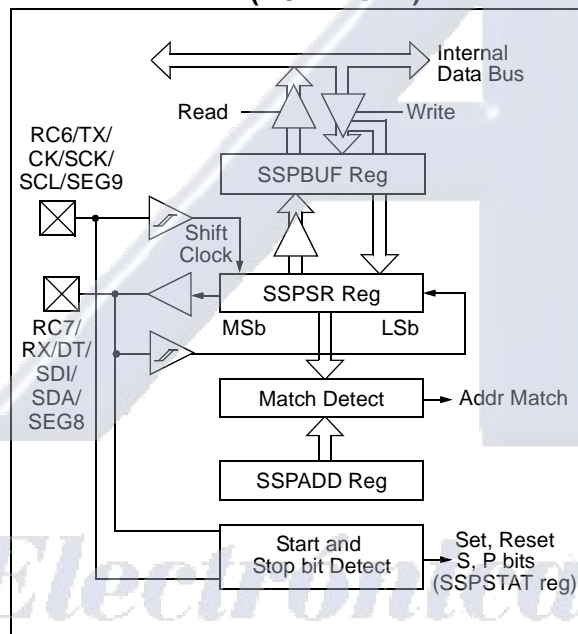 Internal
Data Bus
Read
Write
RC6/TX/
CK/SCK/
SCL/SEG9
SSPBUF Reg
Shift
Clock
SSPSR Reg
MSb
LSb
RC7/
RX/DT/
SDI/
SDA/
SEG8
Match Detect
Addr Match
SSPADD Reg
Start and
Stop bit Detect
Set, Reset
S, P bits
(SSPSTAT reg)
Electrónica